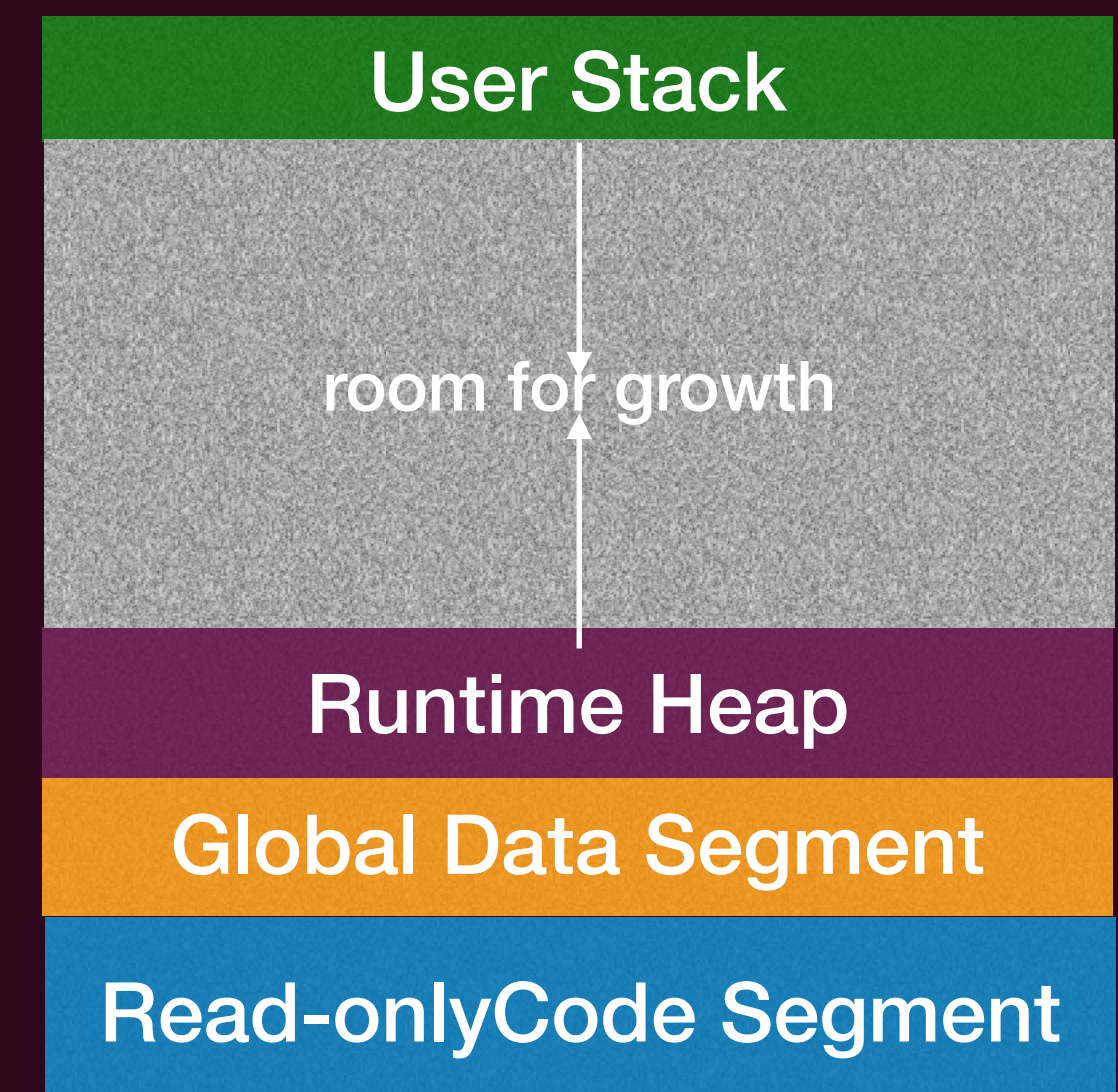 User Stack
room for growth
Runtime Heap
Global Data Segment
Read-onlyCode Segment